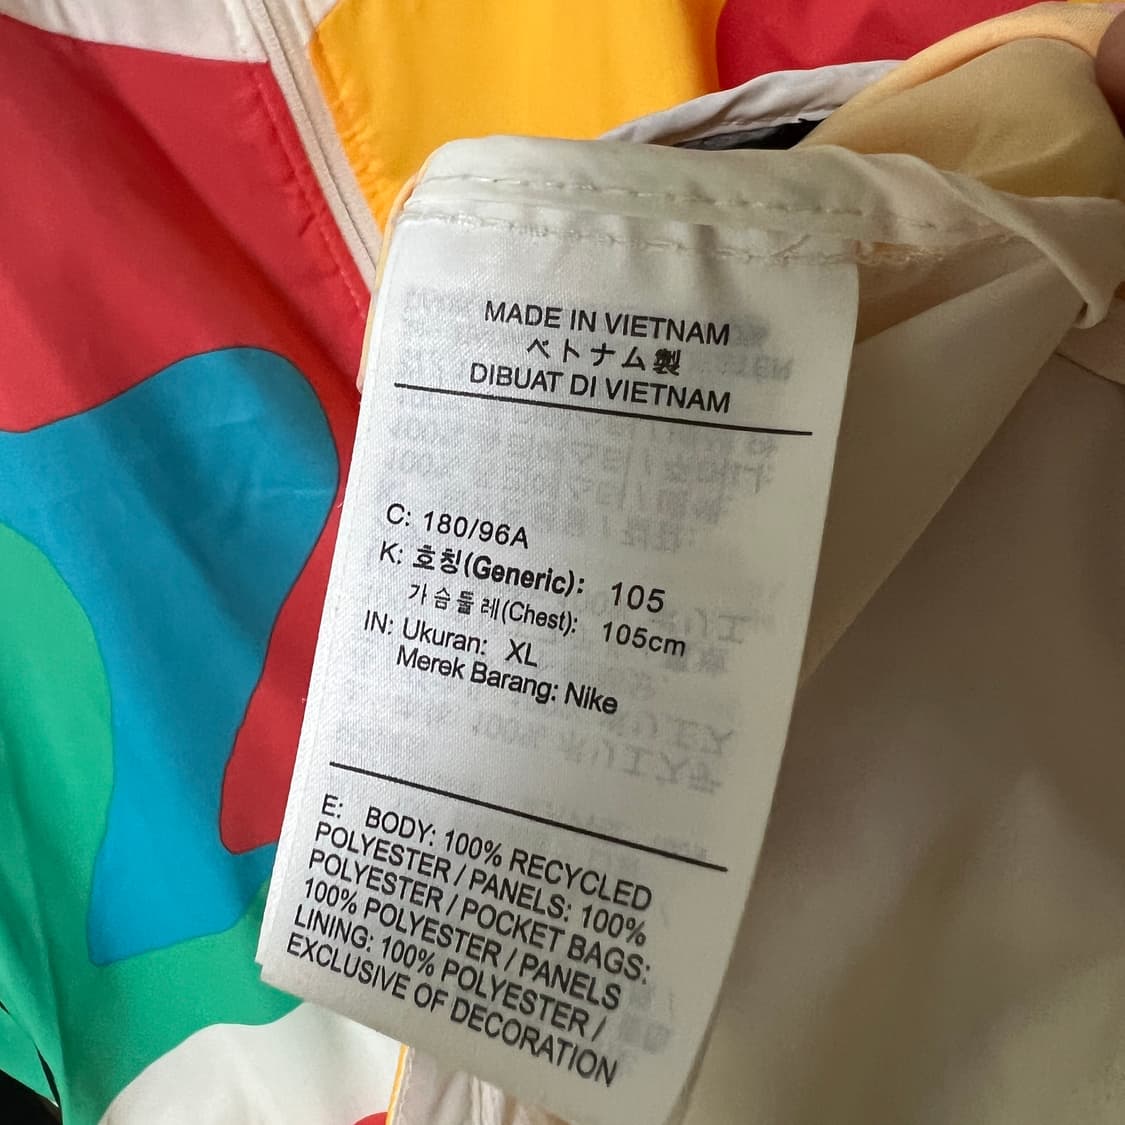 MADE IN VIETNAM
ベトナム製
DIBUAT DI VIETNAM
C: 180/96A
K: 호칭(Generic): 105
가슴둘레(Chest): 105cm
IN: Ukuran: XL
Merek Barang: Nike
E: BODY: 100% RECYCLED
POLYESTER / PANELS: 100%
POLYESTER / POCKET BAGS:
100% POLYESTER / PANELS
LINING: 100% POLYESTER /
EXCLUSIVE OF DECORATION